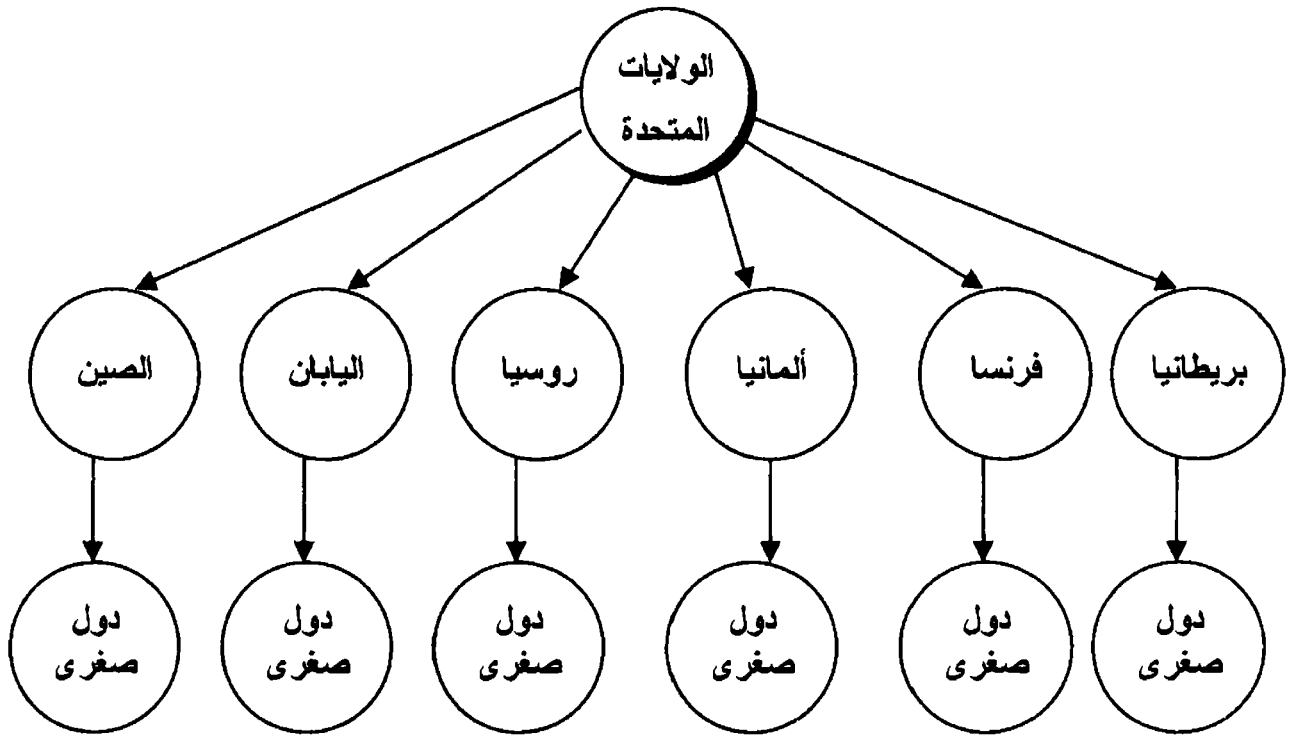 الولايات
المتحدة
بريطانيا
فرنسا
ألمانيا
روسيا
اليابان
الصين
دول
صغرى
دول
صغرى
دول
صغرى
دول
صغرى
دول
صغرى
دول
صغرى